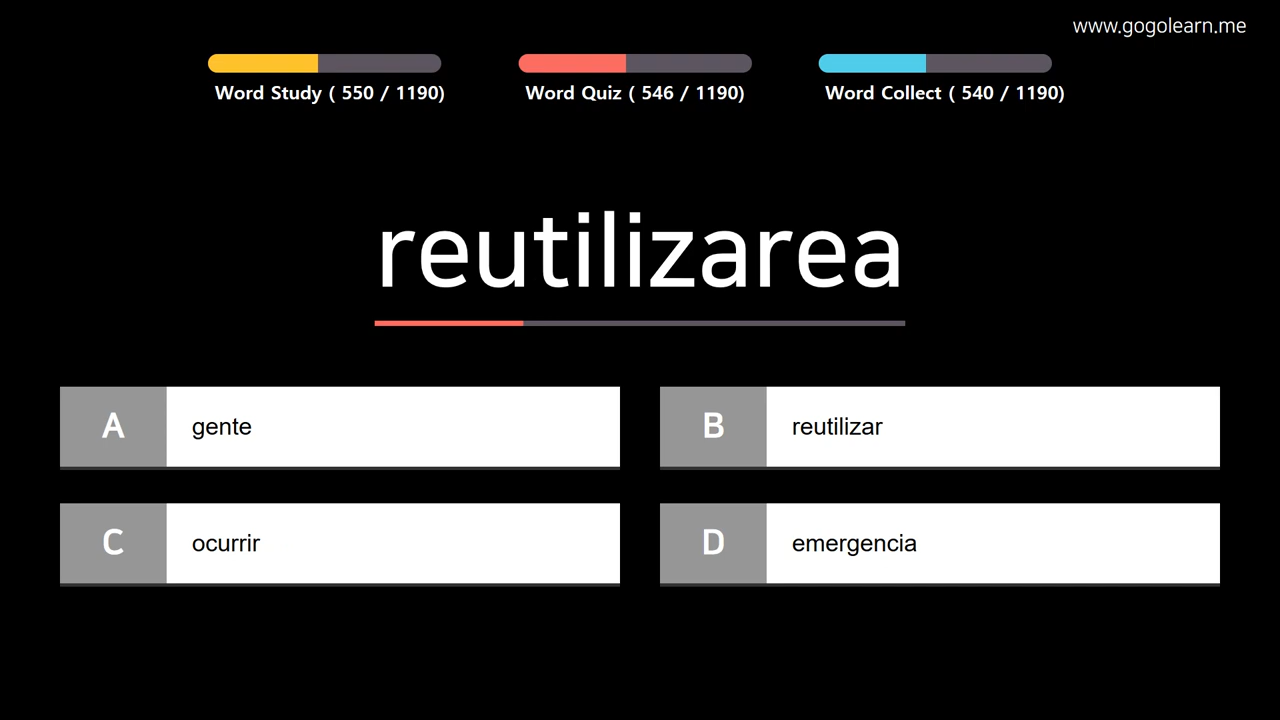 www.gogolearn.me
Word Study ( 550 / 1190)
Word Quiz ( 546 / 1190)
Word Collect ( 540 / 1190)
reutilizarea
A gente
B reutilizar
C ocurrir
D emergencia